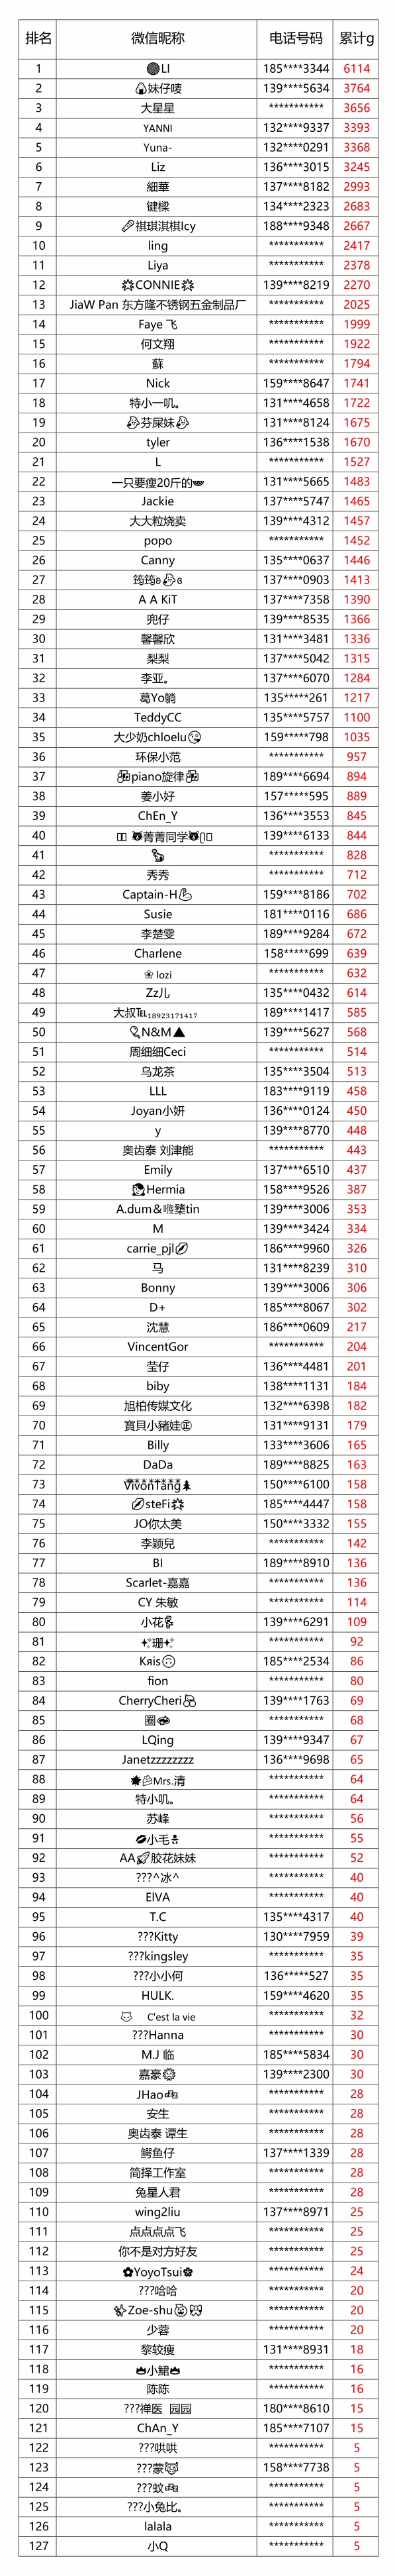 排名 微信昵称 电话号码 累计g
1 LI 185****3344 6114
2 🍙妹仔唛 139****5634 3764
3 大星星 *********** 3656
4 YANNI 132****9337 3393
5 Yuna- 132****0291 3368
6 Liz 136****3015 3245
7 細華 137****8182 2993
8 键樑 134****2323 2683
9 祺琪淇棋Icy 188****9348 2667
10 ling *********** 2417
11 Liya *********** 2378
12 CONNIE 139****8219 2270
13 JiaW Pan 东方隆不锈钢五金制品厂 *********** 2025
14 Faye 飞 *********** 1999
15 何文翔 *********** 1922
16 蘇 *********** 1794
17 Nick 159****8647 1741
18 特小一叽。 131****4658 1722
19 芬屎妹 131****8124 1675
20 tyler 136****1538 1670
21 L *********** 1527
22 一只要瘦20斤的 131****5665 1483
23 Jackie 137****5747 1465
24 大大粒烧卖 139****4312 1457
25 popo *********** 1452
26 Canny 135****0637 1446
27 筠筠 137****0903 1413
28 A A KiT 137****7358 1390
29 兜仔 139****8535 1366
30 馨馨欣 131****3481 1336
31 梨梨 137****5042 1315
32 李亚。 137****6070 1284
33 葛Yo躺 135*****261 1217
34 TeddyCC 135****5757 1100
35 大少奶chloelu😘 159*****798 1035
36 环保小范 *********** 957
37 piano旋律 189****6694 894
38 姜小好 157*****595 889
39 ChEn_Y 136****3553 845
40 菁菁同学 139****6133 844
41 *********** 828
42 秀秀 *********** 712
43 Captain-H💪 159****8186 702
44 Susie 181****0116 686
45 李楚雯 189****9284 672
46 Charlene 158*****699 639
47 ❀ lozi *********** 632
48 Zz儿 135****0432 614
49 大叔℡₁₈₉₂₃₁₇₁₄₁₇ 189****1417 585
50 N&M▲ 139****5627 568
51 周细细Ceci *********** 514
52 乌龙茶 135****3504 513
53 LLL 183****9119 458
54 Joyan小妍 136****0124 450
55 y 139****8770 448
56 奥齿泰 刘津能 *********** 443
57 Emily 137****6510 437
58 Hermia 158****9526 387
59 A.dum＆tin 139****3006 353
60 M 139****3424 334
61 carrie_pjl 186****9960 326
62 马 131****8239 310
63 Bonny 139****3006 306
64 D+ 185****8067 302
65 沈慧 186****0609 217
66 VincentGor *********** 204
67 莹仔 136****4481 201
68 biby 138****1131 184
69 旭柏传媒文化 132****6398 182
70 寶貝小豬娃㊣ 131****9131 179
71 Billy 133****3606 165
72 DaDa 189****8825 163
73 VivonTang🌲 150****6100 158
74 steFi 185****4447 158
75 JO你太美 150****3332 155
76 李颖兒 *********** 142
77 BI 189****8910 136
78 Scarlet-嘉嘉 *********** 136
79 CY 朱敏 *********** 114
80 小花 139****6291 109
81 珊 *********** 92
82 Kяis🙃 185****2534 86
83 fion *********** 80
84 CherryCheri🍒 139****1763 69
85 圈 *********** 68
86 LQing 139****9347 67
87 Janetzzzzzzzz 136****9698 65
88 Mrs.清 *********** 64
89 特小叽。 *********** 64
90 苏峰 *********** 56
91 小毛 *********** 55
92 AA🚀胶花妹妹 *********** 52
93 ???^冰^ *********** 40
94 ElVA *********** 40
95 T.C 135****4317 40
96 ???Kitty 130****7959 39
97 ???kingsley *********** 35
98 ???小小何 136*****527 35
99 HULK. 159****4620 35
100 C'est la vie *********** 32
101 ???Hanna *********** 30
102 M.J 临 185****5834 30
103 嘉豪 139****2300 30
104 JHao *********** 28
105 安生 *********** 28
106 奥齿泰 谭生 *********** 28
107 鳄鱼仔 137****1339 28
108 简择工作室 *********** 28
109 兔星人君 *********** 28
110 wing2liu 137****8971 25
111 点点点点飞 *********** 25
112 你不是对方好友 *********** 25
113 ✿YoyoTsui *********** 24
114 ???哈哈 *********** 20
115 Zoe-shu *********** 20
116 少蓉 *********** 20
117 黎较瘦 131****8931 18
118 小鲲 *********** 16
119 陈陈 *********** 16
120 ???禅医 园园 180****8610 15
121 ChAn_Y 185****7107 15
122 ???哄哄 *********** 5
123 ???蒙 158****7738 5
124 ???蚊 *********** 5
125 ???小兔比。 *********** 5
126 lalala *********** 5
127 小Q *********** 5